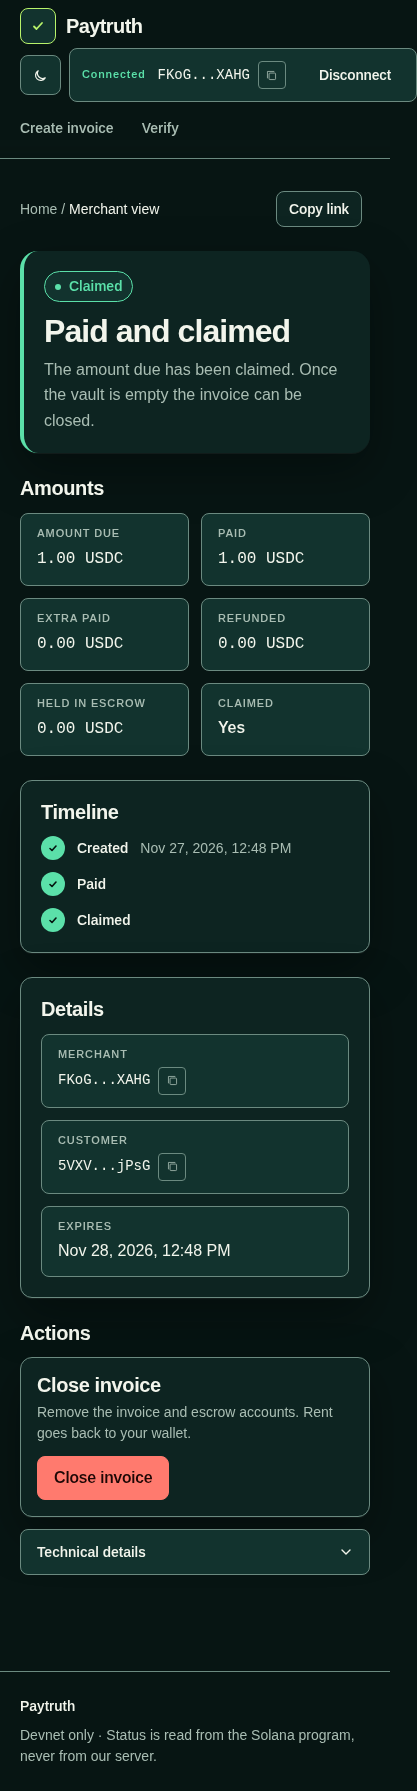 Paytruth
Connected FKoG...XAHG Disconnect
Create invoice Verify
Home / Merchant view Copy link
Claimed
Paid and claimed
The amount due has been claimed. Once
the vault is empty the invoice can be
closed.
Amounts
AMOUNT DUE PAID
1.00 USDC 1.00 USDC
EXTRA PAID REFUNDED
0.00 USDC 0.00 USDC
HELD IN ESCROW CLAIMED
0.00 USDC Yes
Timeline
Created Nov 27, 2026, 12:48 PM
Paid
Claimed
Details
MERCHANT
FKoG...XAHG
CUSTOMER
5VXV...jPsG
EXPIRES
Nov 28, 2026, 12:48 PM
Actions
Close invoice
Remove the invoice and escrow accounts. Rent
goes back to your wallet.
Close invoice
Technical details
Paytruth
Devnet only · Status is read from the Solana program,
never from our server.